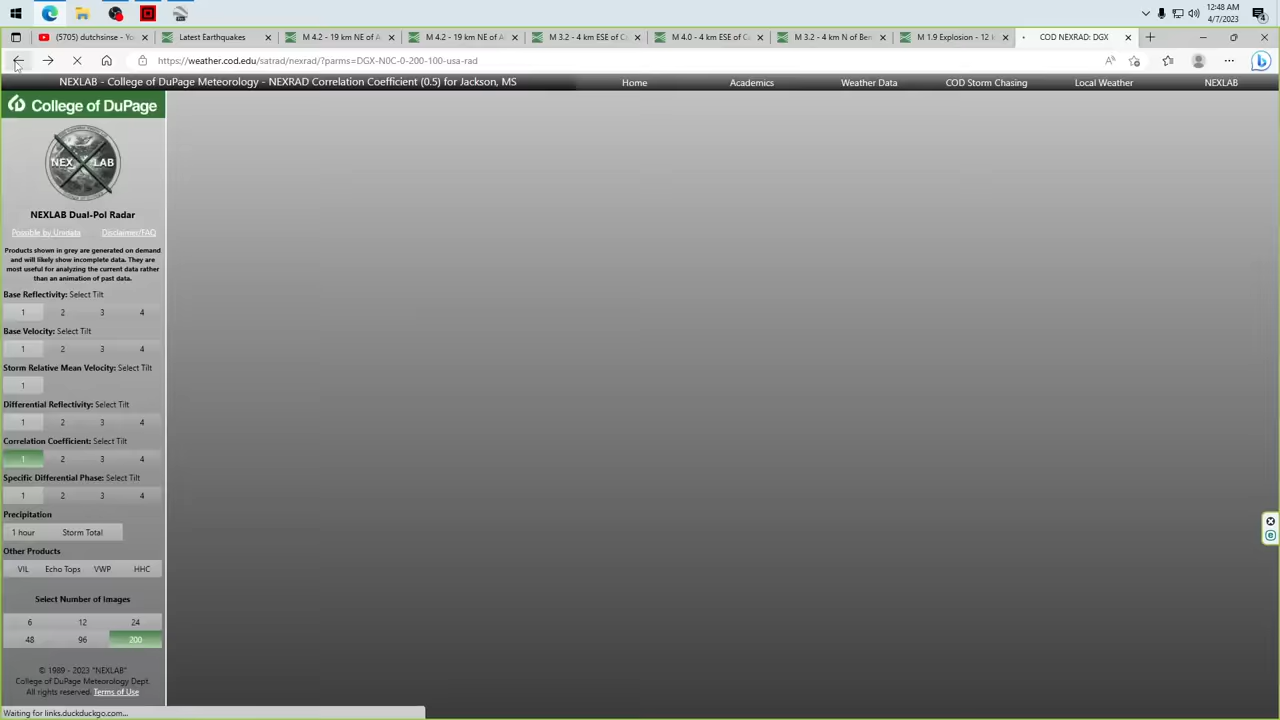 12:48 AM
4/7/2023
4
(5705) dutchsinse - Yo
Latest Earthquakes
M 4.2 - 19 km NE of A
M 4.2 - 19 km NE of A
M 3.2 - 4 km ESE of C
M 4.0 - 4 km ESE of C
M 3.2 - 4 km N of Ben
M 1.9 Explosion - 12 k
COD NEXRAD: DGX
https://weather.cod.edu/satrad/nexrad/?parms=DGX-N0C-0-200-100-usa-rad
NEXLAB - College of DuPage Meteorology - NEXRAD Correlation Coefficient (0.5) for Jackson, MS
Home
Academics
Weather Data
COD Storm Chasing
Local Weather
NEXLAB
College of DuPage
NEX LAB
NEXLAB Dual-Pol Radar
Possible by Unidata Disclaimer/FAQ
Products shown in grey are generated on demand
and will likely show incomplete data. They are
most useful for analyzing the current data rather
than an animation of past data.
Base Reflectivity: Select Tilt
1 2 3 4
Base Velocity: Select Tilt
1 2 3 4
Storm Relative Mean Velocity: Select Tilt
1
Differential Reflectivity: Select Tilt
1 2 3 4
Correlation Coefficient: Select Tilt
1 2 3 4
Specific Differential Phase: Select Tilt
1 2 3 4
Precipitation
1 hour Storm Total
Other Products
VIL Echo Tops VWP HHC
Select Number of Images
6 12 24
48 96 200
© 1989 - 2023 "NEXLAB"
College of DuPage Meteorology Dept.
All rights reserved. Terms of Use
Waiting for links.duckduckgo.com...